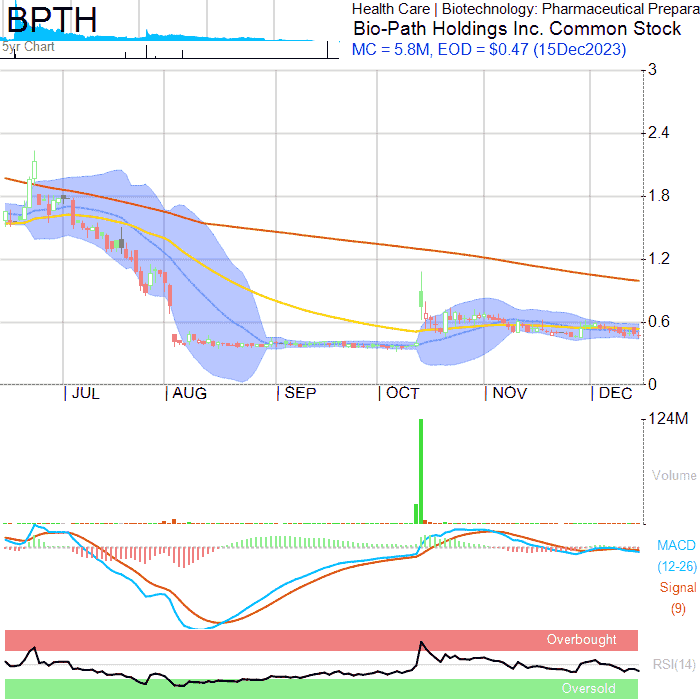 BPTH
Health Care | Biotechnology: Pharmaceutical Prepara
Bio-Path Holdings Inc. Common Stock
MC = 5.8M, EOD = $0.47 (15Dec2023)
5yr Chart
3
2.4
1.8
1.2
0.6
0
| JUL | AUG | SEP | OCT | NOV | DEC
124M
Volume
MACD
(12-26)
Signal
(9)
Overbought
RSI(14)
Oversold